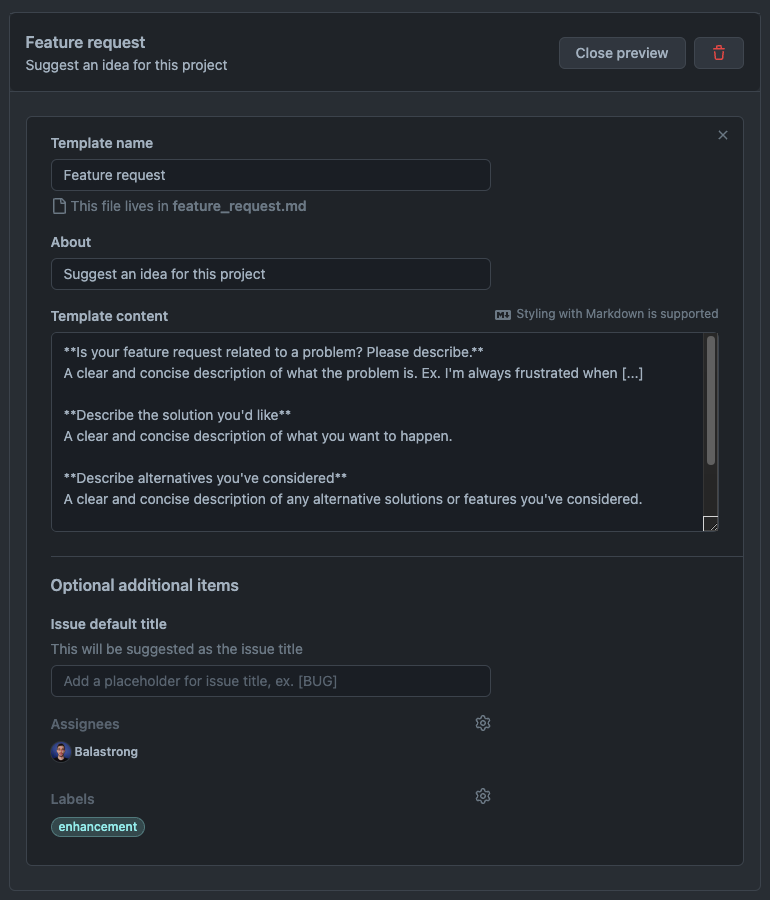 Feature request
Suggest an idea for this project
Close preview
Template name
Feature request
This file lives in feature_request.md
About
Suggest an idea for this project
Template content
Styling with Markdown is supported
**Is your feature request related to a problem? Please describe.**
A clear and concise description of what the problem is. Ex. I'm always frustrated when [...]
**Describe the solution you'd like**
A clear and concise description of what you want to happen.
**Describe alternatives you've considered**
A clear and concise description of any alternative solutions or features you've considered.
Optional additional items
Issue default title
This will be suggested as the issue title
Add a placeholder for issue title, ex. [BUG]
Assignees
Balastrong
Labels
enhancement